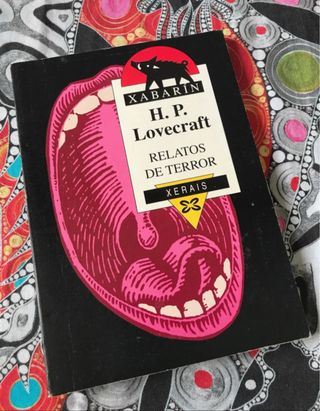 XABARÍN
H. P.
Lovecraft
RELATOS
DE TERROR
XERAIS